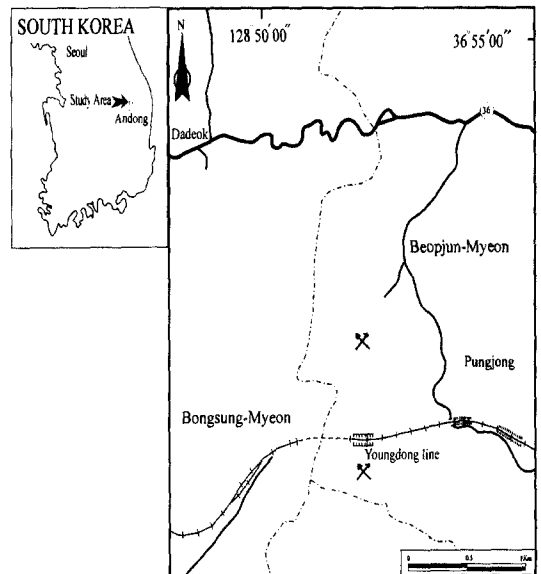 SOUTH KOREA
Seoul
Study Area
Andong
N
128°50′00″
36°55′00″
36
Dadeok
Beopjun-Myeon
Pungjong
Bongsung-Myeon
Youngdong line
0 0.5 1Km